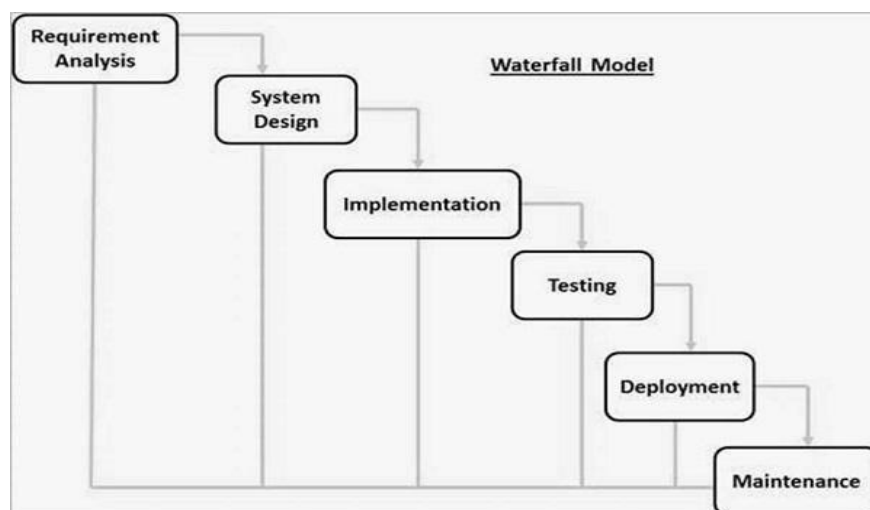 Requirement
Analysis
Waterfall Model
System
Design
Implementation
Testing
Deployment
Maintenance